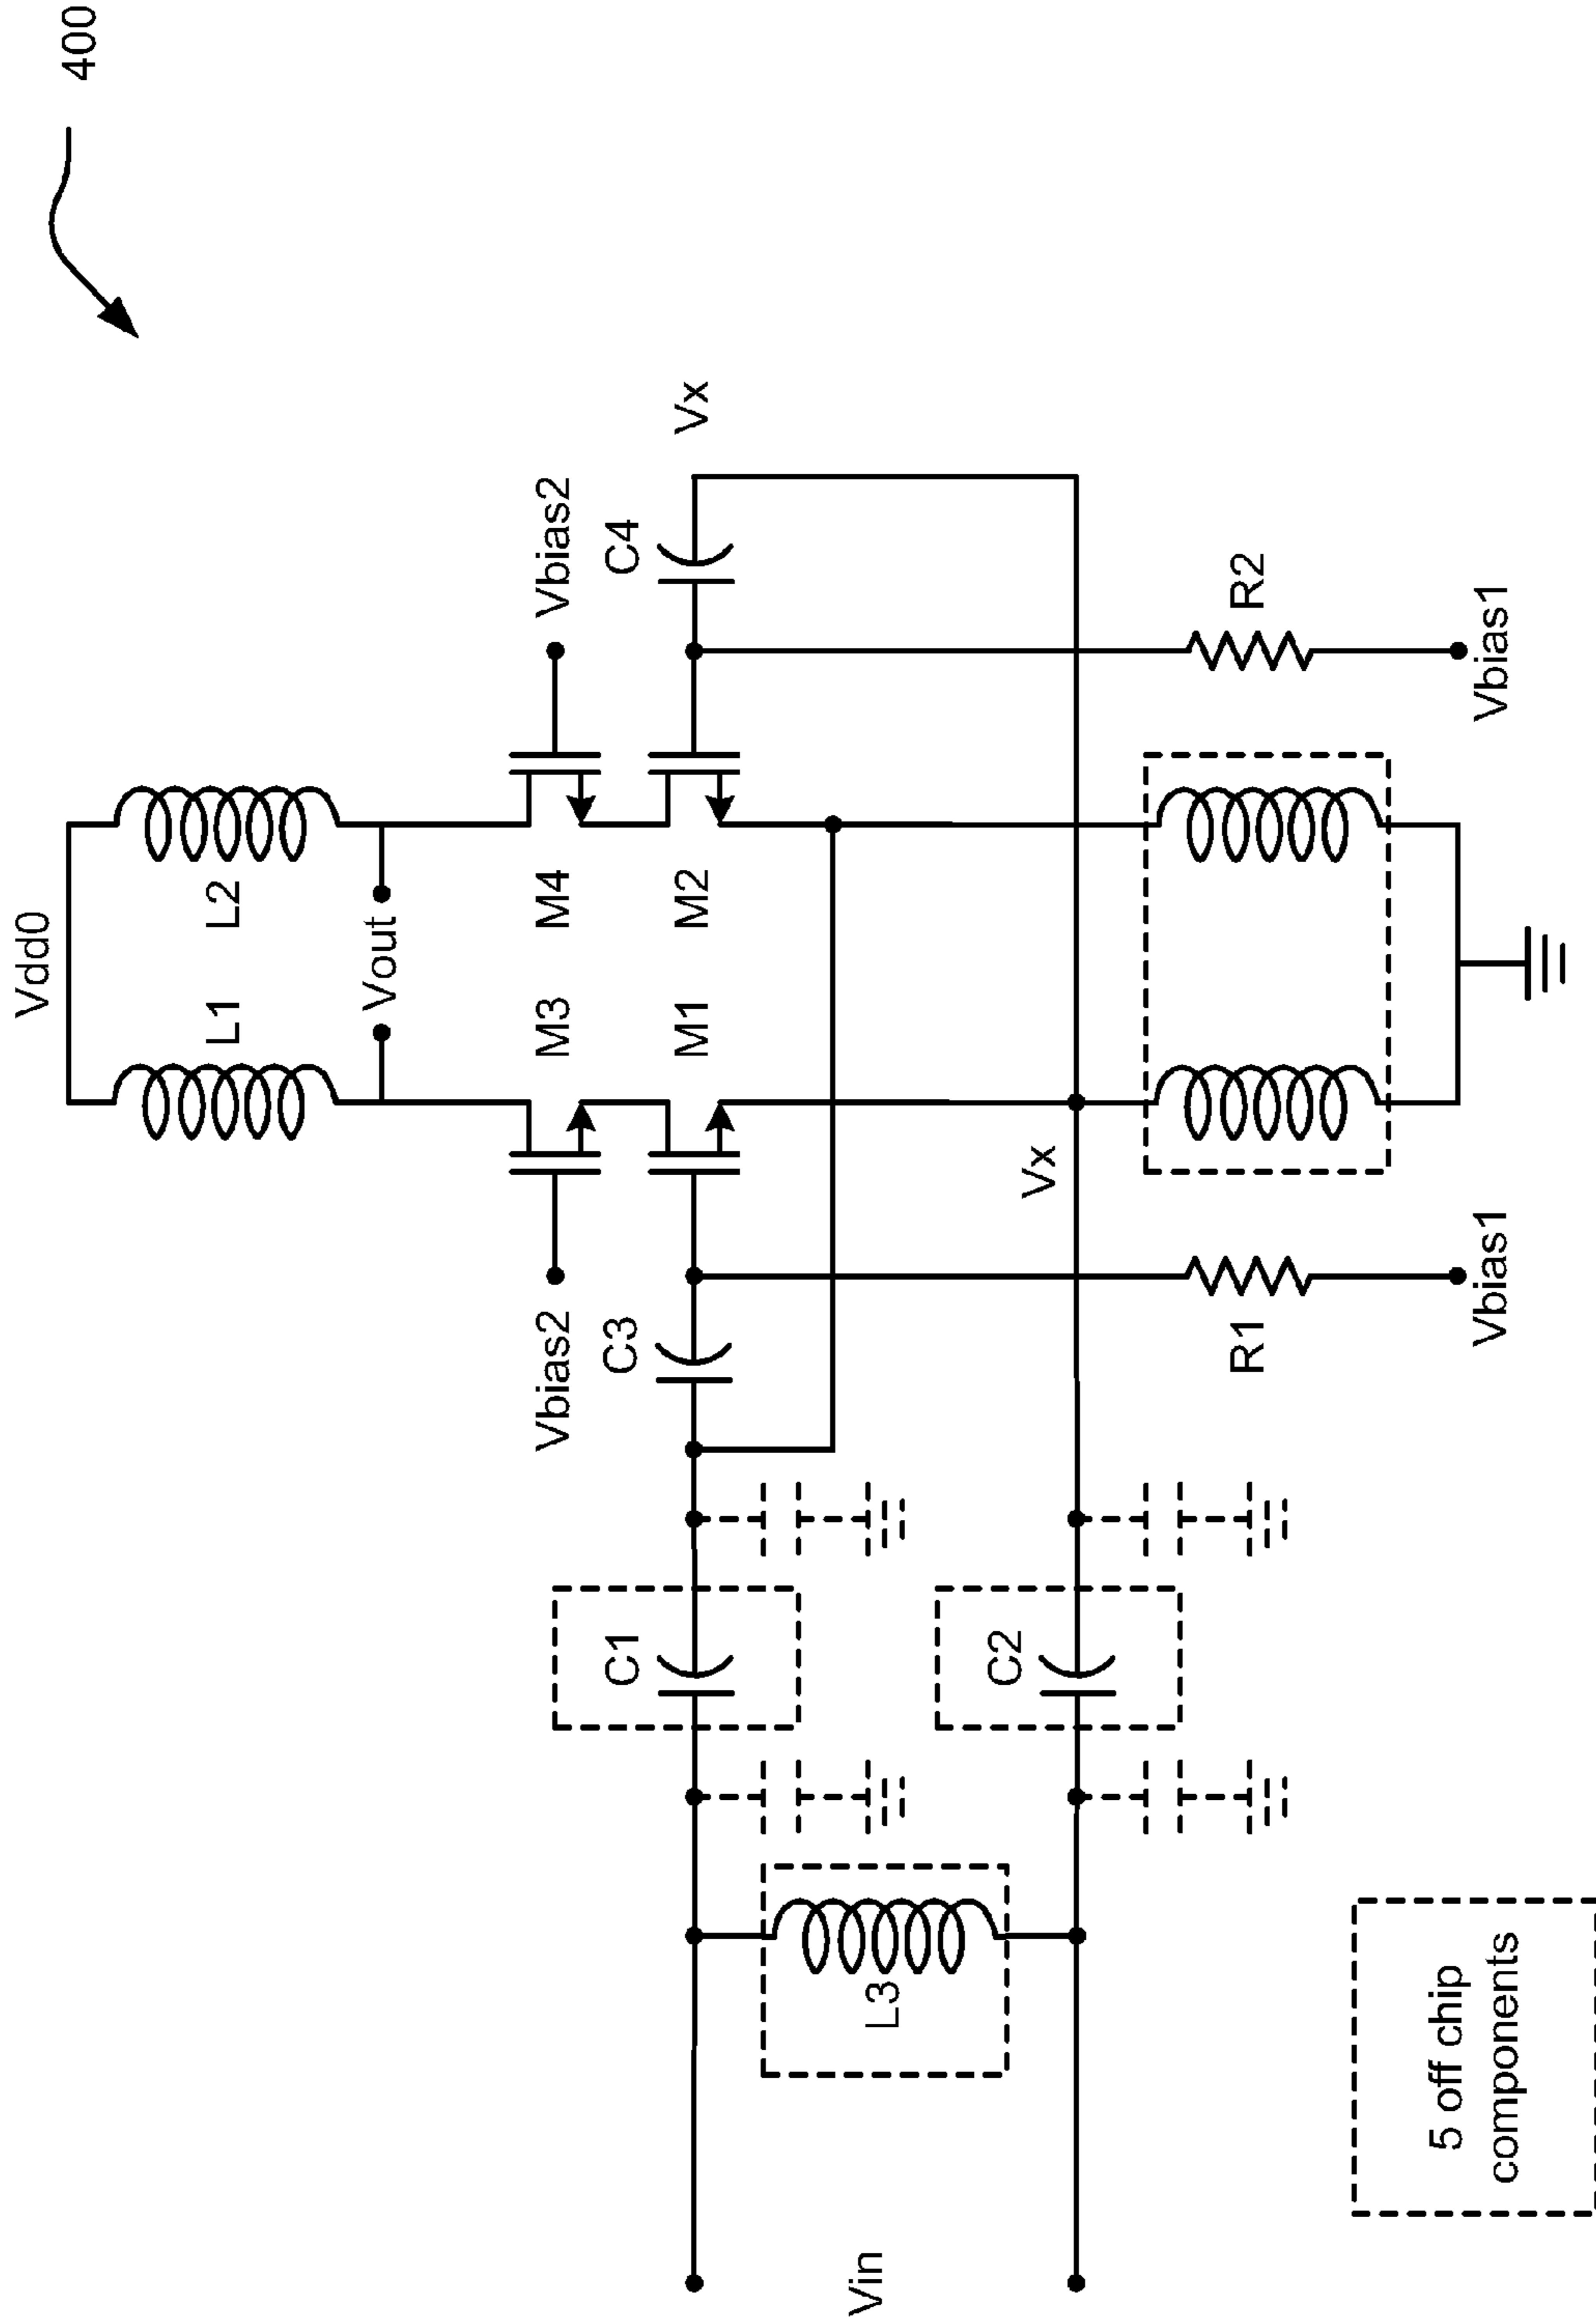 400
Vdd0
L1
L2
Vout
Vbias2
M3
M4
Vbias2
C1
C3
M1
M2
C4
Vx
L3
Vin
C2
Vx
R1
R2
Vbias1
Vbias1
5 off chip
components